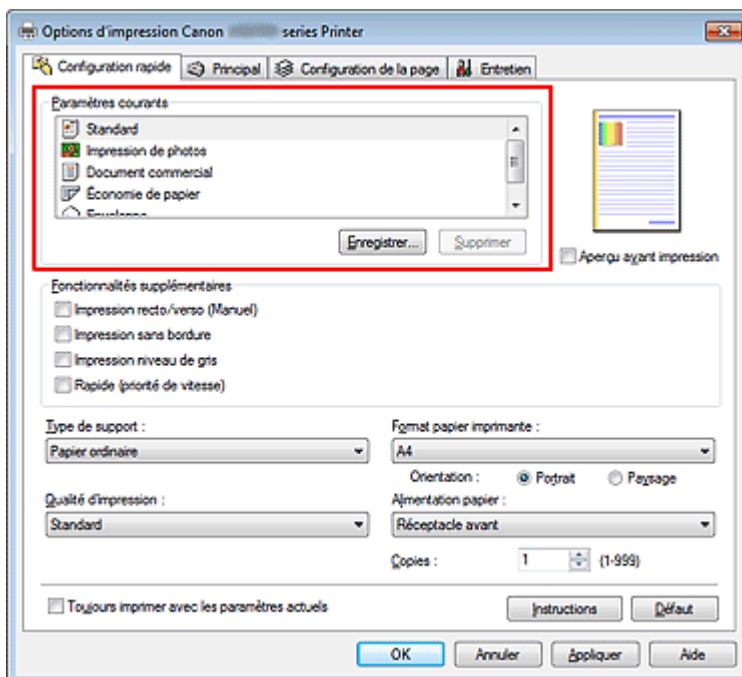 Options d'impression Canon series Printer
Configuration rapide Principal Configuration de la page Entretien
Paramètres courants
Standard
Impression de photos
Document commercial
Économie de papier
Enregistrer... Supprimer
Aperçu avant impression
Fonctionnalités supplémentaires
Impression recto/verso (Manuel)
Impression sans bordure
Impression niveau de gris
Rapide (priorité de vitesse)
Type de support : Format papier imprimante :
Papier ordinaire A4
Orientation : Portrait Paysage
Qualité d'impression : Alimentation papier :
Standard Réceptacle avant
Copies : 1 (1-999)
Toujours imprimer avec les paramètres actuels Instructions Défaut
OK Annuler Appliquer Aide